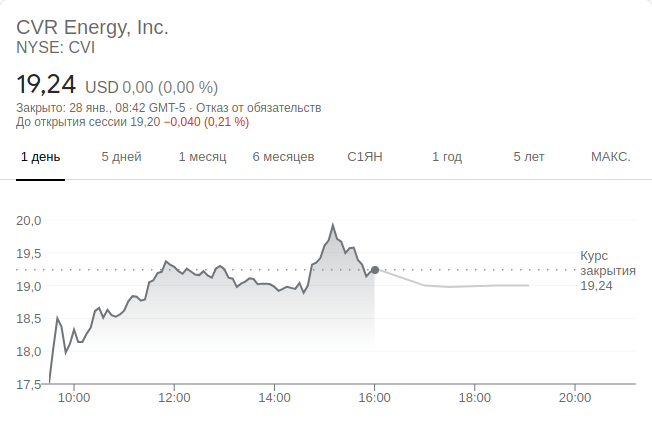 CVR Energy, Inc.
NYSE: CVI
19,24 USD 0,00 (0,00 %)
Закрыто: 28 янв., 08:42 GMT-5 · Отказ от обязательств
До открытия сессии 19,20 −0,040 (0,21 %)
1 день 5 дней 1 месяц 6 месяцев С1ЯН 1 год 5 лет МАКС.
20,0
19,5
19,0
18,5
18,0
17,5
Курс
закрытия
19,24
10:00 12:00 14:00 16:00 18:00 20:00